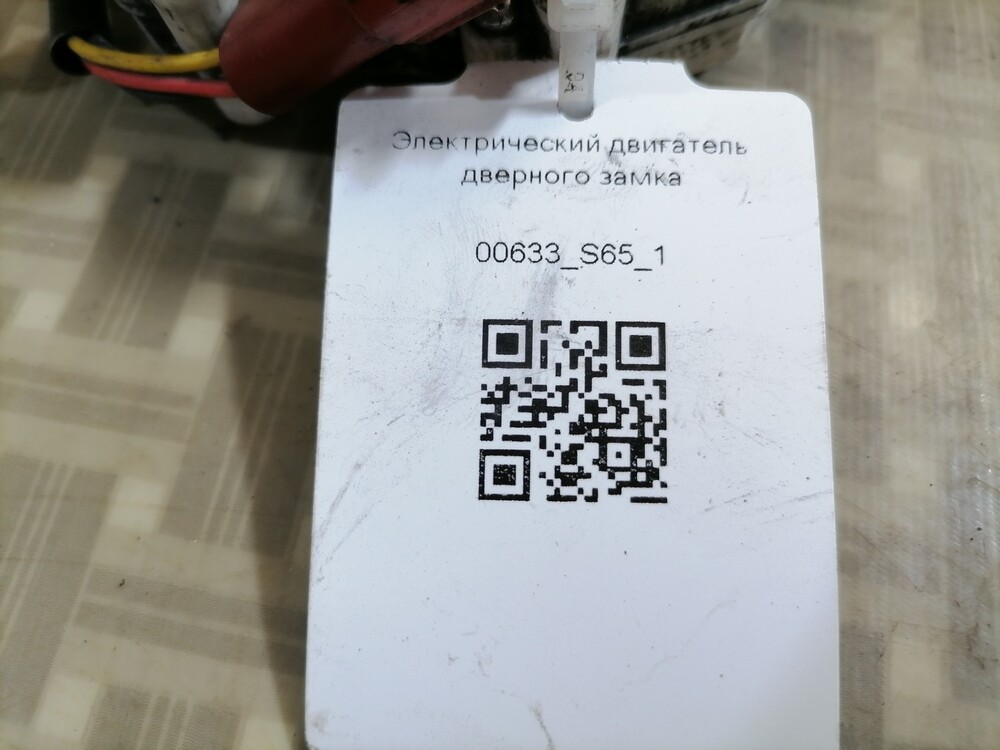 Электрический двигатель
дверного замка
00633_S65_1